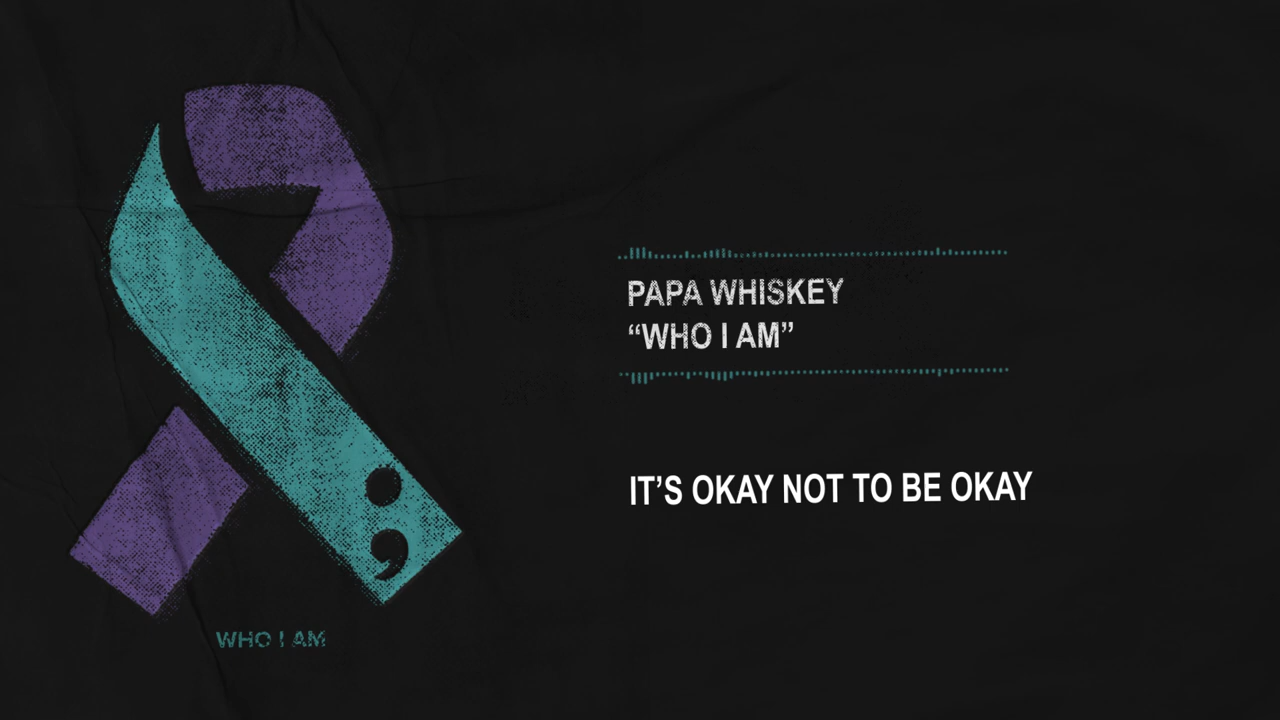 PAPA WHISKEY
“WHO I AM”
IT’S OKAY NOT TO BE OKAY
;
WHO I AM